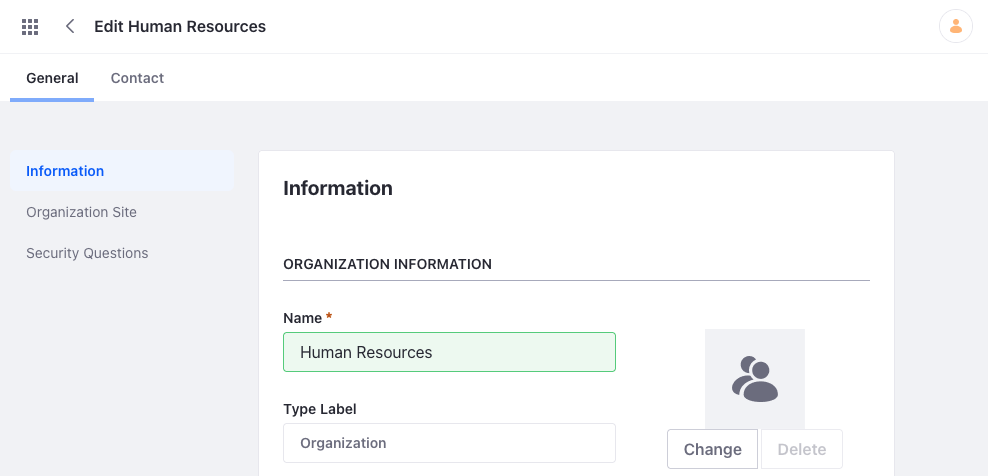 Edit Human Resources
General
Contact
Information
Organization Site
Security Questions
Information
ORGANIZATION INFORMATION
Name *
Human Resources
Type Label
Organization
Change
Delete